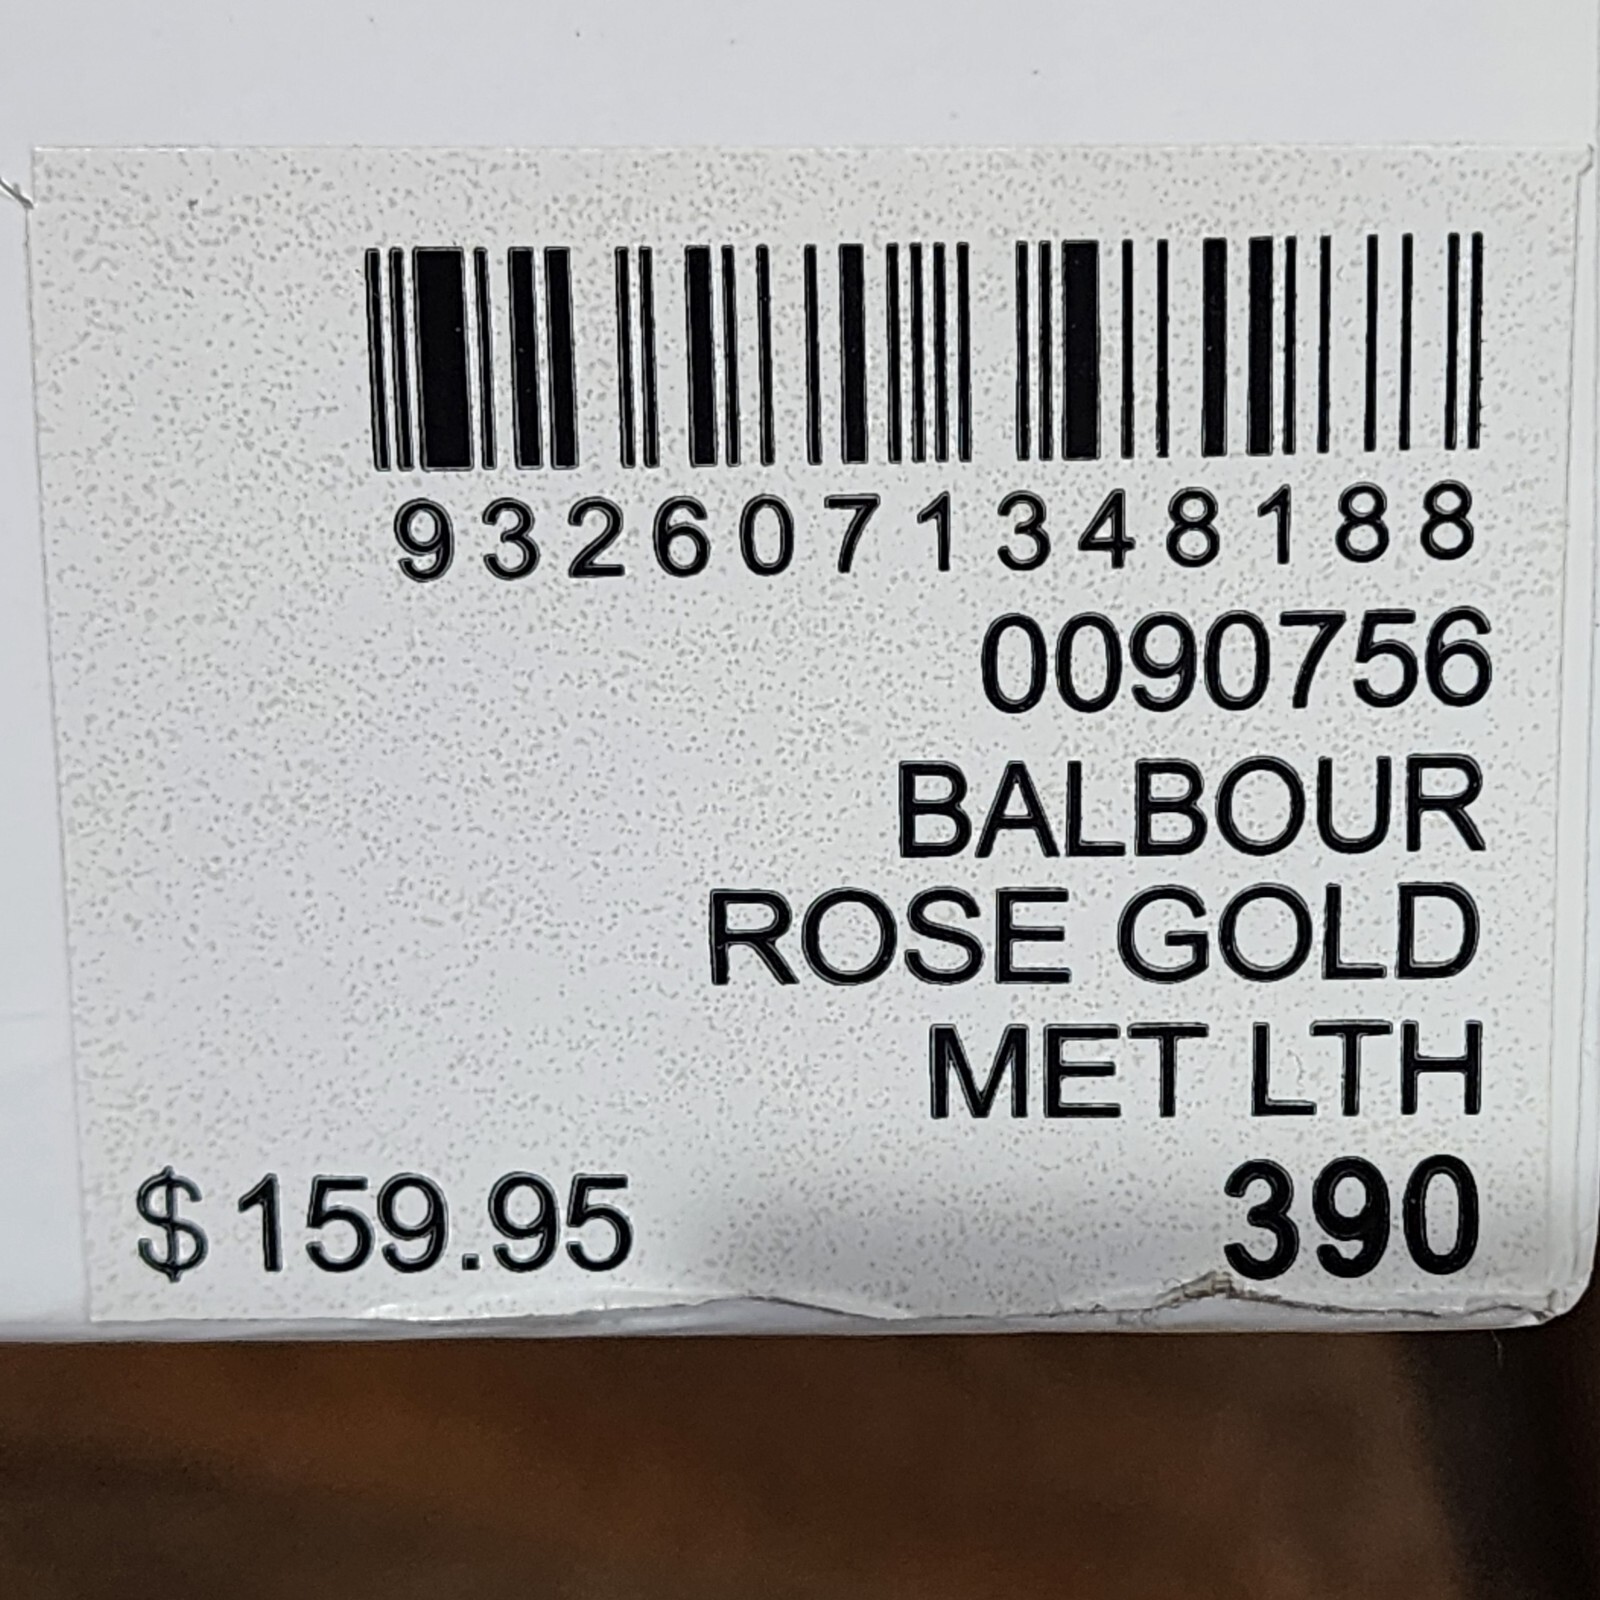 9326071348188
0090756
BALBOUR
ROSE GOLD
MET LTH
$159.95 390